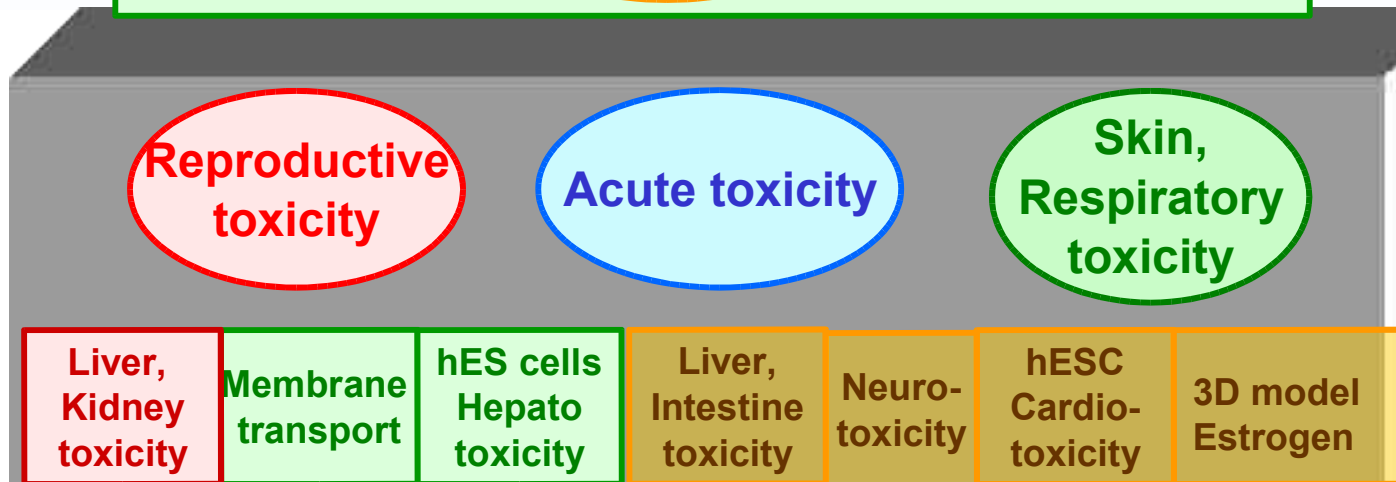 Reproductive
toxicity
Acute toxicity
Skin,
Respiratory
toxicity
Liver,
Kidney
toxicity
Membrane
transport
hES cells
Hepato
toxicity
Liver,
Intestine
toxicity
Neuro-
toxicity
hESC
Cardio-
toxicity
3D model
Estrogen